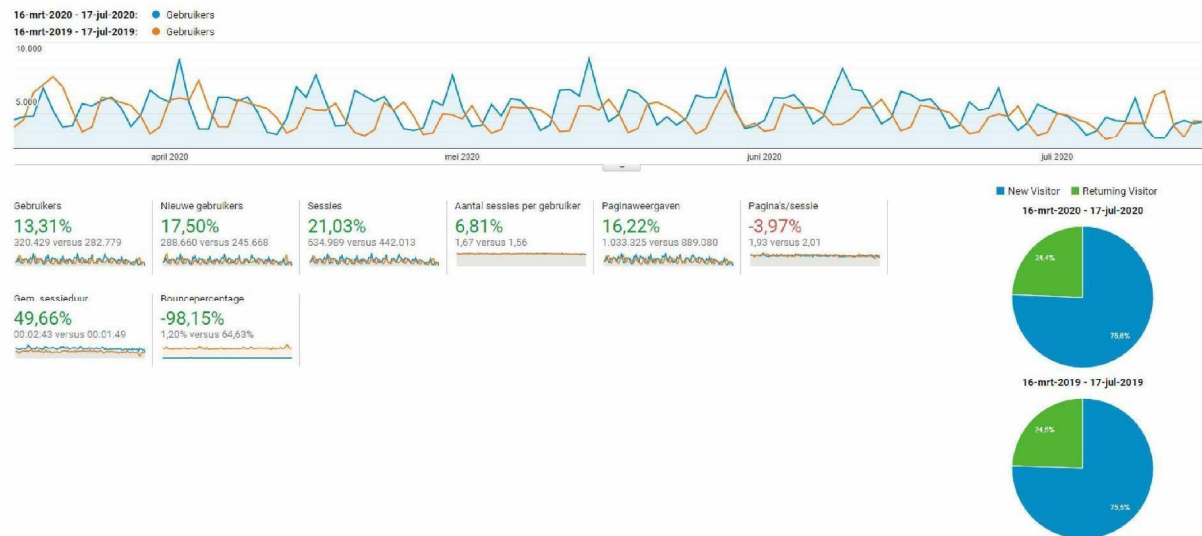 16-mrt-2020 - 17-jul-2020: Gebruikers
16-mrt-2019 - 17-jul-2019: Gebruikers
10.000
5.000
april 2020 mei 2020 juni 2020 juli 2020
New Visitor Returning Visitor
16-mrt-2020 - 17-jul-2020
24,4%
75,6%
16-mrt-2019 - 17-jul-2019
24,5%
75,5%
Gebruikers
13,31%
320.429 versus 282.779
Nieuwe gebruikers
17,50%
288.660 versus 245.668
Sessies
21,03%
534.989 versus 442.013
Aantal sessies per gebruiker
6,81%
1,67 versus 1,56
Paginaweergaven
16,22%
1.033.325 versus 889.080
Pagina's/sessie
-3,97%
1,93 versus 2,01
Gem. sessieduur
49,66%
00:02:43 versus 00:01:49
Bouncepercentage
-98,15%
1,20% versus 64,63%